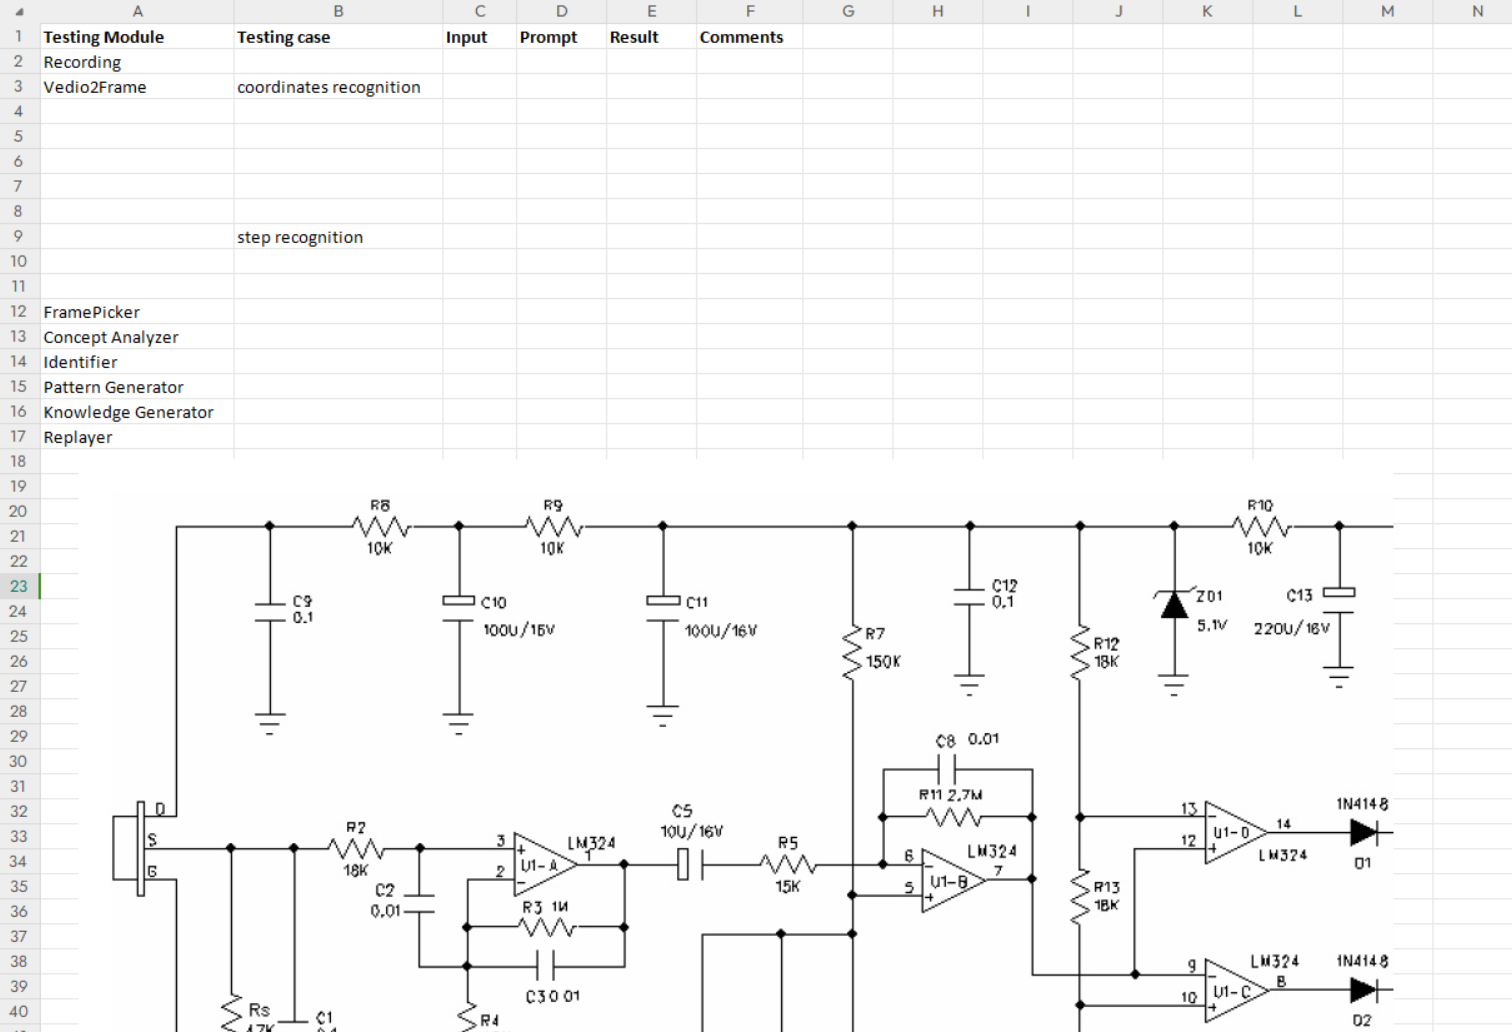 A B C D E F G H I J K L M N
1 Testing Module Testing case Input Prompt Result Comments
2 Recording
3 Vedio2Frame coordinates recognition
4
5
6
7
8
9 step recognition
10
11
12 FramePicker
13 Concept Analyzer
14 Identifier
15 Pattern Generator
16 Knowledge Generator
17 Replayer
18
19
20
21
22
23
24
25
26
27
28
29
30
31
32
33
34
35
36
37
38
39
40
R8 R9 R10
10K 10K 10K
C9 C10 C11 C12 Z01 C13
0.1 100U/16V 100U/16V 0.1 5.1V 220U/16V
R7 R12
150K 18K
C8 0.01
R11 2.7M
D
S
G
R2
18K
C2
0.01
3 + LM324
U1-A 1
2 -
R3 1M
C3 0.01
C5
10U/16V
R5
15K
6 - LM324
U1-B 7
5 +
R13
18K
13 - 1N4148
U1-D 14
12 + LM324 D1
9 - LM324 1N4148
U1-C 8
10 + D2
Rs C1
R4